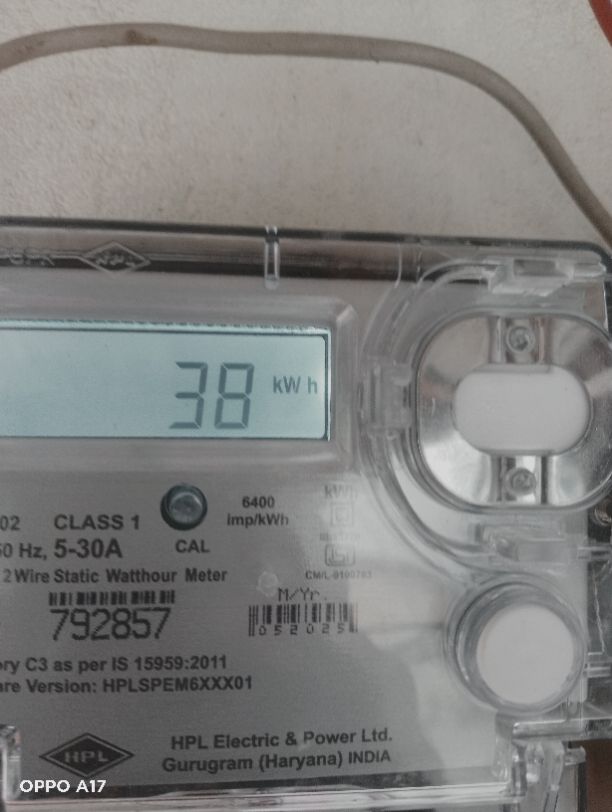 38 kWh
02 CLASS 1
6400
imp/kWh
kWh
50 Hz, 5-30A
CAL
2 Wire Static Watthour Meter
CM/L-9100783
M/Yr.
792857
052025
ory C3 as per IS 15959:2011
are Version: HPLSPEM6XXX01
HPL
HPL Electric & Power Ltd.
Gurugram (Haryana) INDIA
OPPO A17